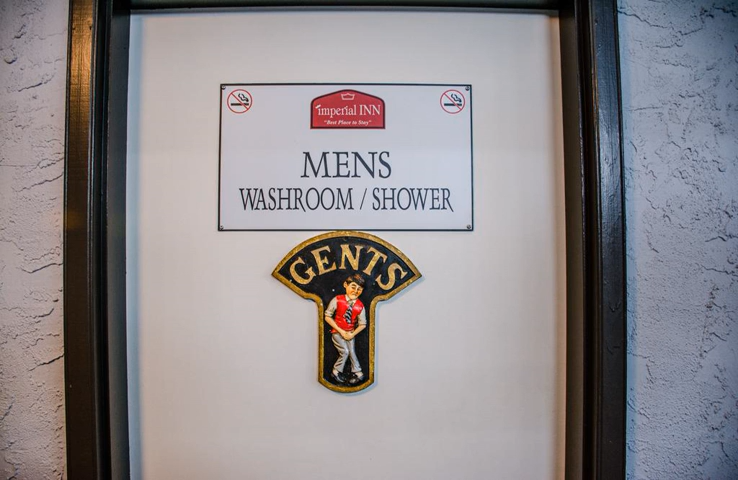 imperial INN
"Best Place to Stay"
MENS
WASHROOM / SHOWER
GENTS